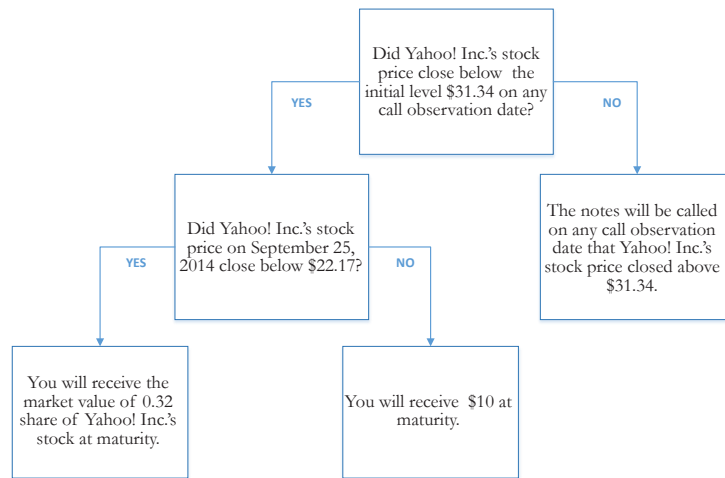 Did Yahoo! Inc.'s stock
price close below the
initial level $31.34 on any
call observation date?
YES
NO
Did Yahoo! Inc.'s stock
price on September 25,
2014 close below $22.17?
The notes will be called
on any call observation
date that Yahoo! Inc.'s
stock price closed above
$31.34.
YES
NO
You will receive the
market value of 0.32
share of Yahoo! Inc.'s
stock at maturity.
You will receive $10 at
maturity.